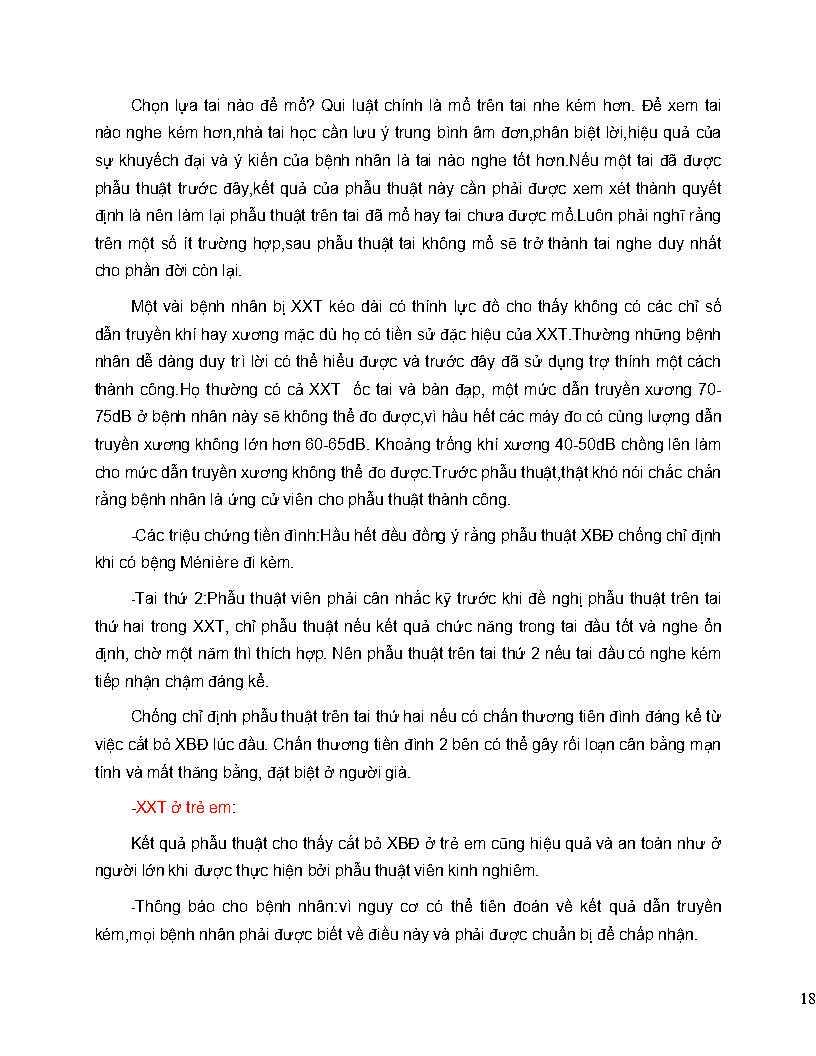 Chọn lựa tai nào để mổ? Qui luật chính là mổ trên tai nhe kém hơn. Để xem tai
nào nghe kém hơn,nhà tai học cần lưu ý trung bình âm đơn,phân biệt lời,hiệu quả của
sự khuyếch đại và ý kiến của bệnh nhân là tai nào nghe tốt hơn.Nếu một tai đã được
phẫu thuật trước đây,kết quả của phẫu thuật này cần phải được xem xét thành quyết
định là nên làm lại phẫu thuật trên tai đã mổ hay tai chưa được mổ.Luôn phải nghĩ rằng
trên một số ít trường hợp,sau phẫu thuật tai không mổ sẽ trở thành tai nghe duy nhất
cho phần đời còn lại.
Một vài bệnh nhân bị XXT kéo dài có thính lực đồ cho thấy không có các chỉ số
dẫn truyền khí hay xương mặc dù họ có tiền sử đặc hiệu của XXT.Thường những bệnh
nhân dễ dàng duy trì lời có thể hiểu được và trước đây đã sử dụng trợ thính một cách
thành công.Họ thường có cả XXT ốc tai và bàn đạp, một mức dẫn truyền xương 70-
75dB ở bệnh nhân này sẽ không thể đo được,vì hầu hết các máy đo có cùng lượng dẫn
truyền xương không lớn hơn 60-65dB. Khoảng trống khí xương 40-50dB chồng lên làm
cho mức dẫn truyền xương không thể đo được.Trước phẫu thuật,thật khó nói chắc chắn
rằng bệnh nhân là ứng cử viên cho phẫu thuật thành công.
-Các triệu chứng tiền đình:Hầu hết đều đồng ý rằng phẫu thuật XBĐ chống chỉ định
khi có bệng Ménière đi kèm.
-Tai thứ 2:Phẫu thuật viên phải cân nhắc kỹ trước khi đề nghị phẫu thuật trên tai
thứ hai trong XXT, chỉ phẫu thuật nếu kết quả chức năng trong tai đầu tốt và nghe ổn
định, chờ một năm thì thích hợp. Nên phẫu thuật trên tai thứ 2 nếu tai đầu có nghe kém
tiếp nhận chậm đáng kể.
Chống chỉ định phẫu thuật trên tai thứ hai nếu có chấn thương tiền đình đáng kể từ
việc cắt bỏ XBĐ lúc đầu. Chấn thương tiền đình 2 bên có thể gây rối loạn cân bằng mạn
tính và mất thăng bằng, đặt biệt ở người già.
-XXT ở trẻ em:
Kết quả phẫu thuật cho thấy cắt bỏ XBĐ ở trẻ em cũng hiệu quả và an toàn như ở
người lớn khi được thực hiện bởi phẫu thuật viên kinh nghiêm.
-Thông báo cho bệnh nhân:vì nguy cơ có thể tiên đoán về kết quả dẫn truyền
kém,mọi bệnh nhân phải được biết về điều này và phải được chuẩn bị để chấp nhận.
18